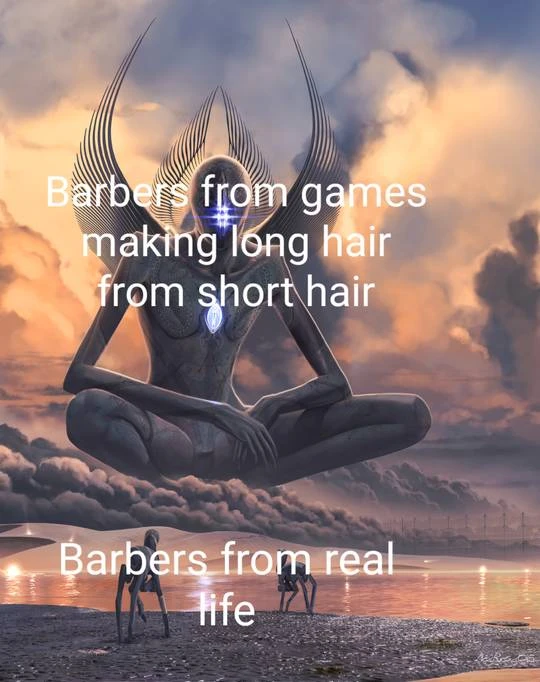 Barbers from games
making long hair
from short hair
Barbers from real
life